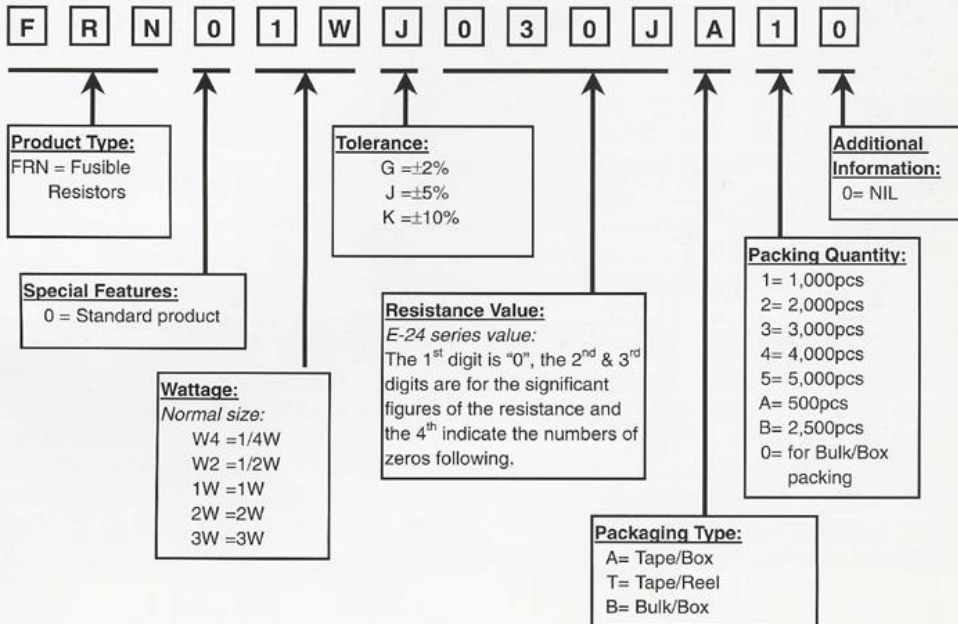 F R N 0 1 W J 0 3 0 J A 1 0
Product Type:
FRN = Fusible
Resistors
Special Features:
0 = Standard product
Wattage:
Normal size:
W4 =1/4W
W2 =1/2W
1W =1W
2W =2W
3W =3W
Tolerance:
G =±2%
J =±5%
K =±10%
Resistance Value:
E-24 series value:
The 1st digit is “0”, the 2nd & 3rd
digits are for the significant
figures of the resistance and
the 4th indicate the numbers of
zeros following.
Packaging Type:
A= Tape/Box
T= Tape/Reel
B= Bulk/Box
Packing Quantity:
1= 1,000pcs
2= 2,000pcs
3= 3,000pcs
4= 4,000pcs
5= 5,000pcs
A= 500pcs
B= 2,500pcs
0= for Bulk/Box
packing
Additional
Information:
0= NIL